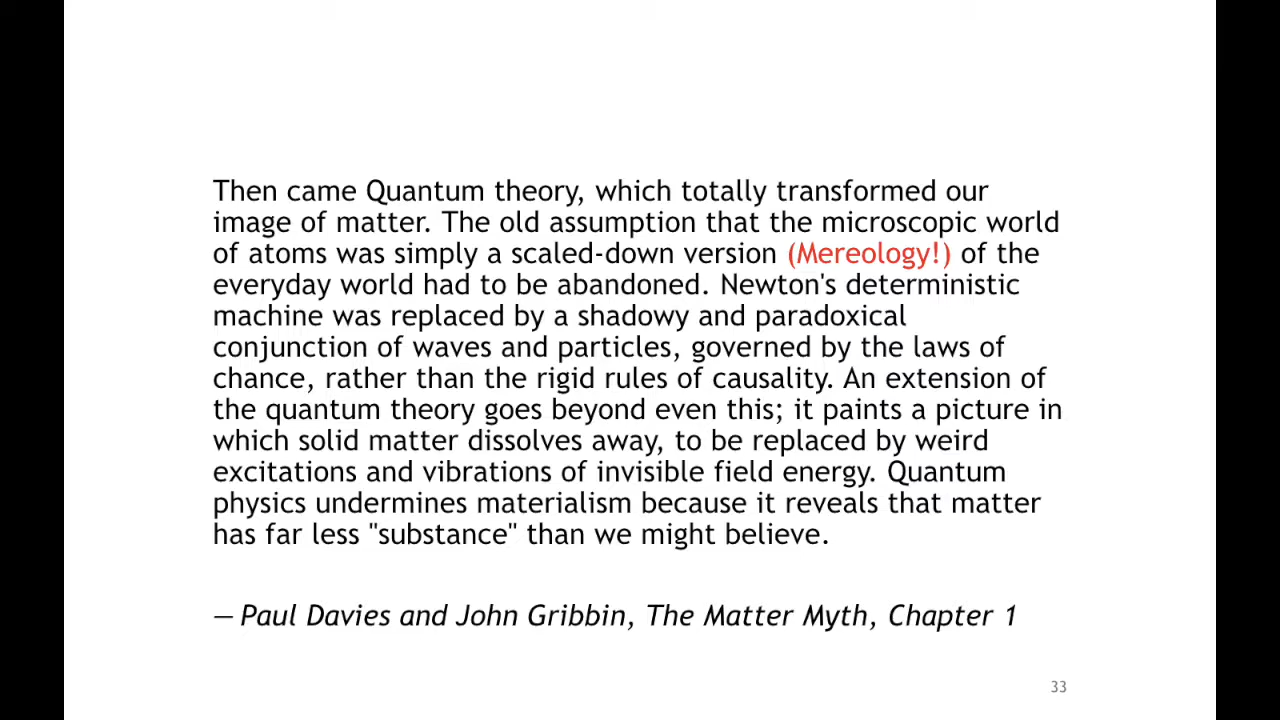 Then came Quantum theory, which totally transformed our
image of matter. The old assumption that the microscopic world
of atoms was simply a scaled-down version (Mereology!) of the
everyday world had to be abandoned. Newton's deterministic
machine was replaced by a shadowy and paradoxical
conjunction of waves and particles, governed by the laws of
chance, rather than the rigid rules of causality. An extension of
the quantum theory goes beyond even this; it paints a picture in
which solid matter dissolves away, to be replaced by weird
excitations and vibrations of invisible field energy. Quantum
physics undermines materialism because it reveals that matter
has far less "substance" than we might believe.
— Paul Davies and John Gribbin, The Matter Myth, Chapter 1
33